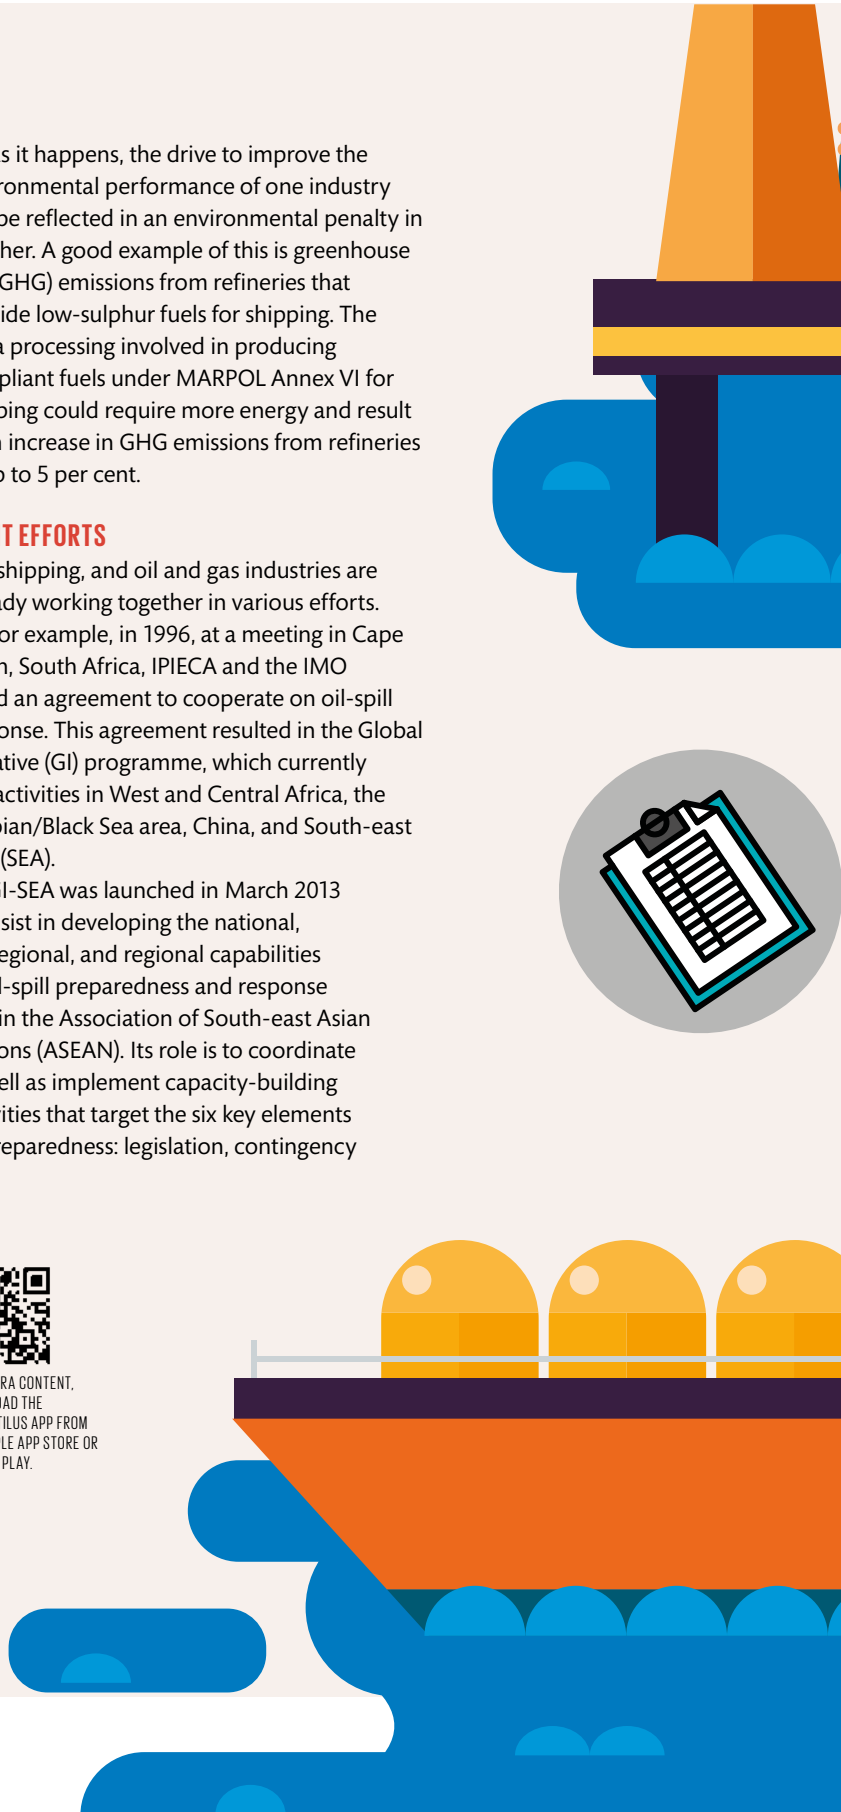 s it happens, the drive to improve the
ronmental performance of one industry
be reflected in an environmental penalty in
her. A good example of this is greenhouse
GHG) emissions from refineries that
ide low-sulphur fuels for shipping. The
a processing involved in producing
pliant fuels under MARPOL Annex VI for
ping could require more energy and result
n increase in GHG emissions from refineries
p to 5 per cent.
T EFFORTS
shipping, and oil and gas industries are
ady working together in various efforts.
or example, in 1996, at a meeting in Cape
n, South Africa, IPIECA and the IMO
d an agreement to cooperate on oil-spill
onse. This agreement resulted in the Global
ative (GI) programme, which currently
activities in West and Central Africa, the
pian/Black Sea area, China, and South-east
(SEA).
GI-SEA was launched in March 2013
sist in developing the national,
egional, and regional capabilities
l-spill preparedness and response
in the Association of South-east Asian
ons (ASEAN). Its role is to coordinate
ell as implement capacity-building
ities that target the six key elements
reparedness: legislation, contingency
RA CONTENT,
OAD THE
TILUS APP FROM
PLE APP STORE OR
PLAY.